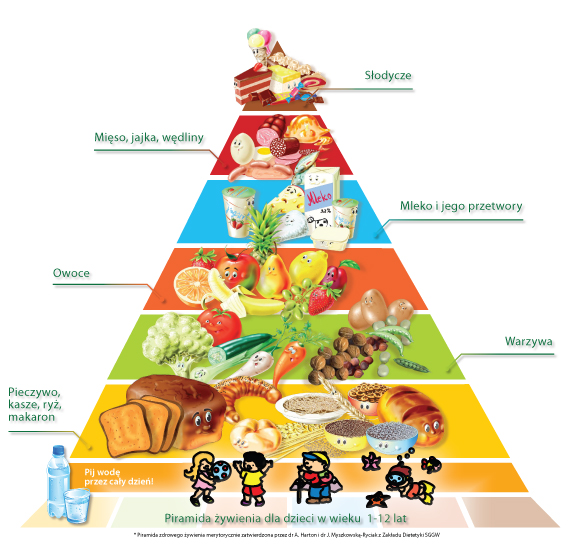 Słodycze
Mięso, jajka, wędliny
Mleko
3,2%
Mleko i jego przetwory
Owoce
Warzywa
Pieczywo,
kasze, ryż,
makaron
Pij wodę
przez cały dzień!
Piramida żywienia dla dzieci w wieku 1-12 lat
* Piramida zdrowego żywienia merytorycznie zatwierdzona przez dr A. Harton i dr J. Myszkowską-Ryciak z Zakładu Dietetyki SGGW